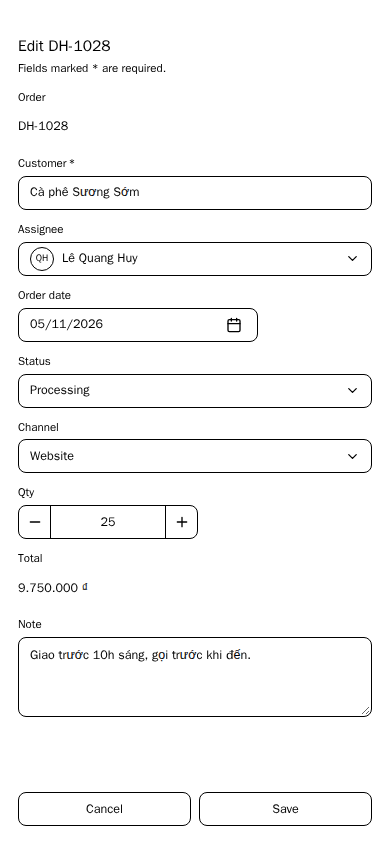 Edit DH-1028
Fields marked * are required.
Order
DH-1028
Customer *
Cà phê Sương Sớm
Assignee
QH Lê Quang Huy
Order date
05/11/2026
Status
Processing
Channel
Website
Qty
25
Total
9.750.000 ₫
Note
Giao trước 10h sáng, gọi trước khi đến.
Cancel Save